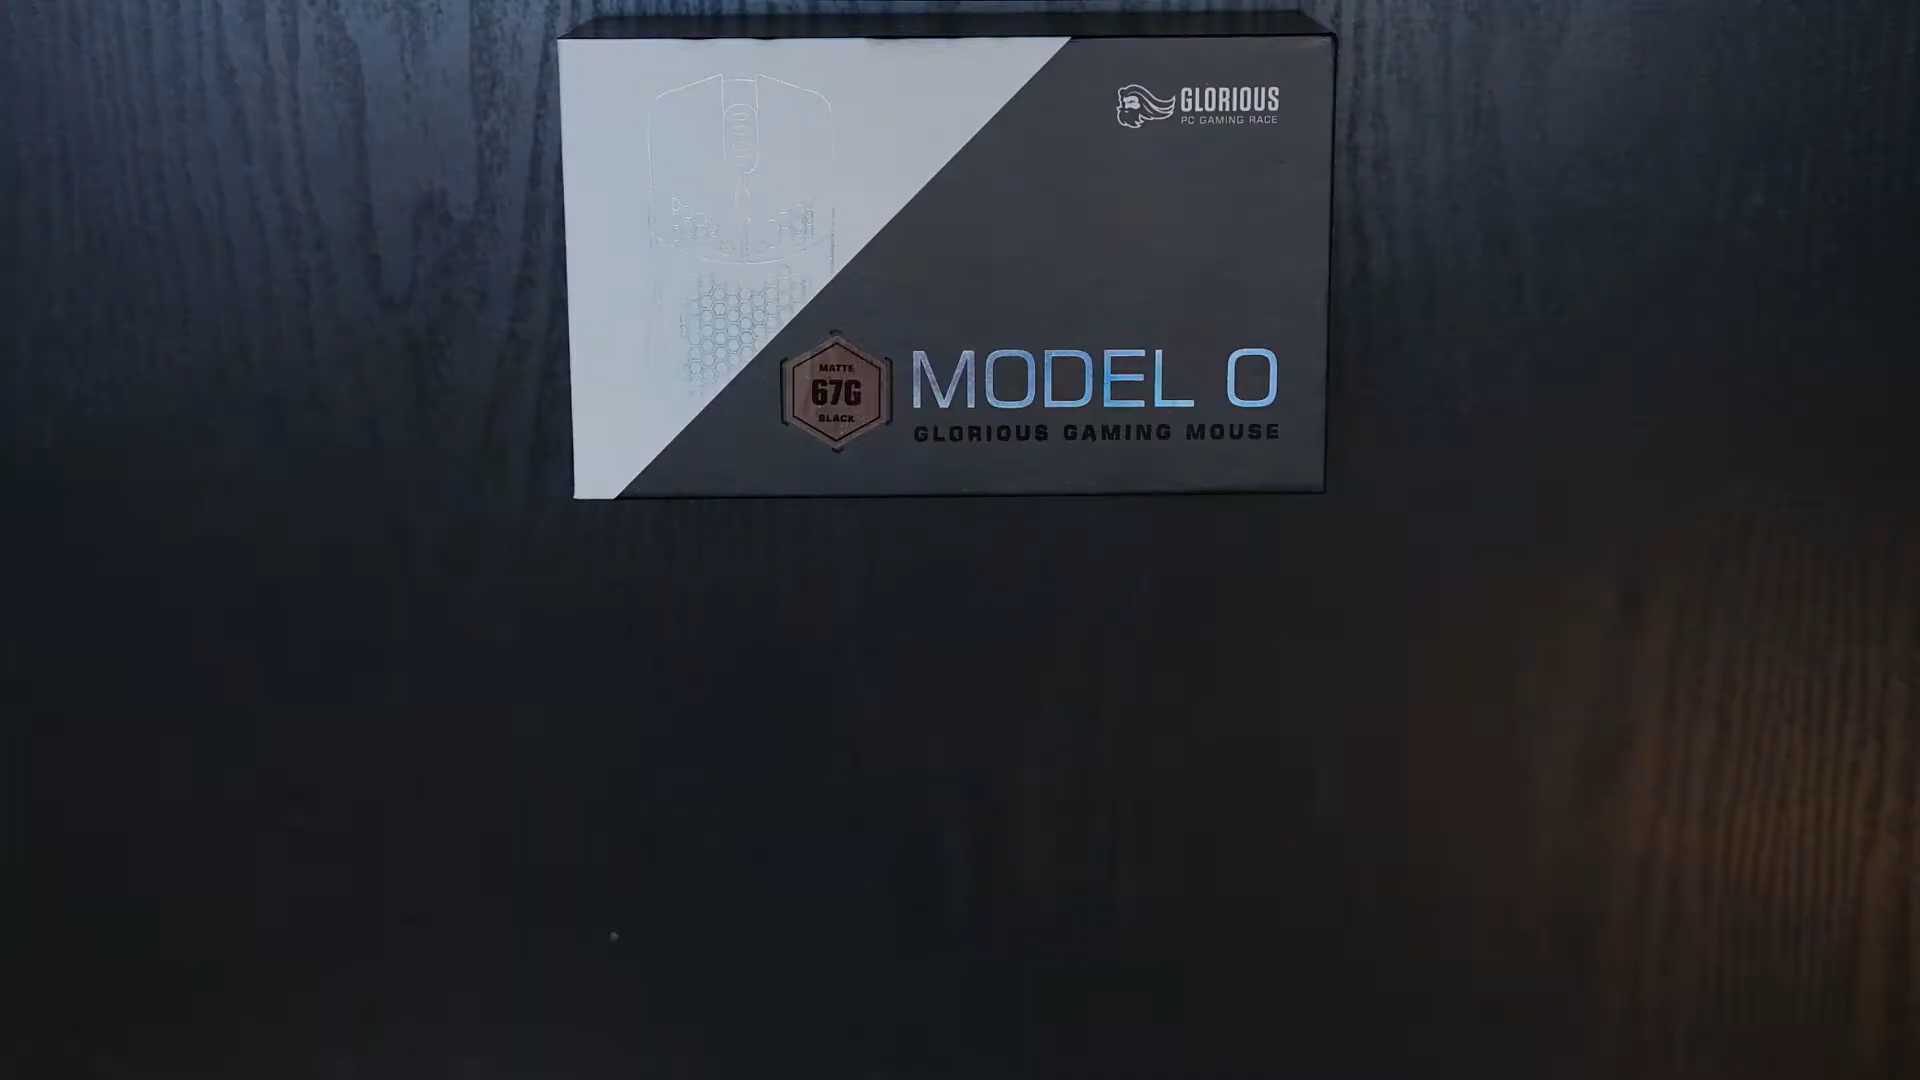 GLORIOUS
PC GAMING RACE
MATTE
67G
BLACK
MODEL O
GLORIOUS GAMING MOUSE